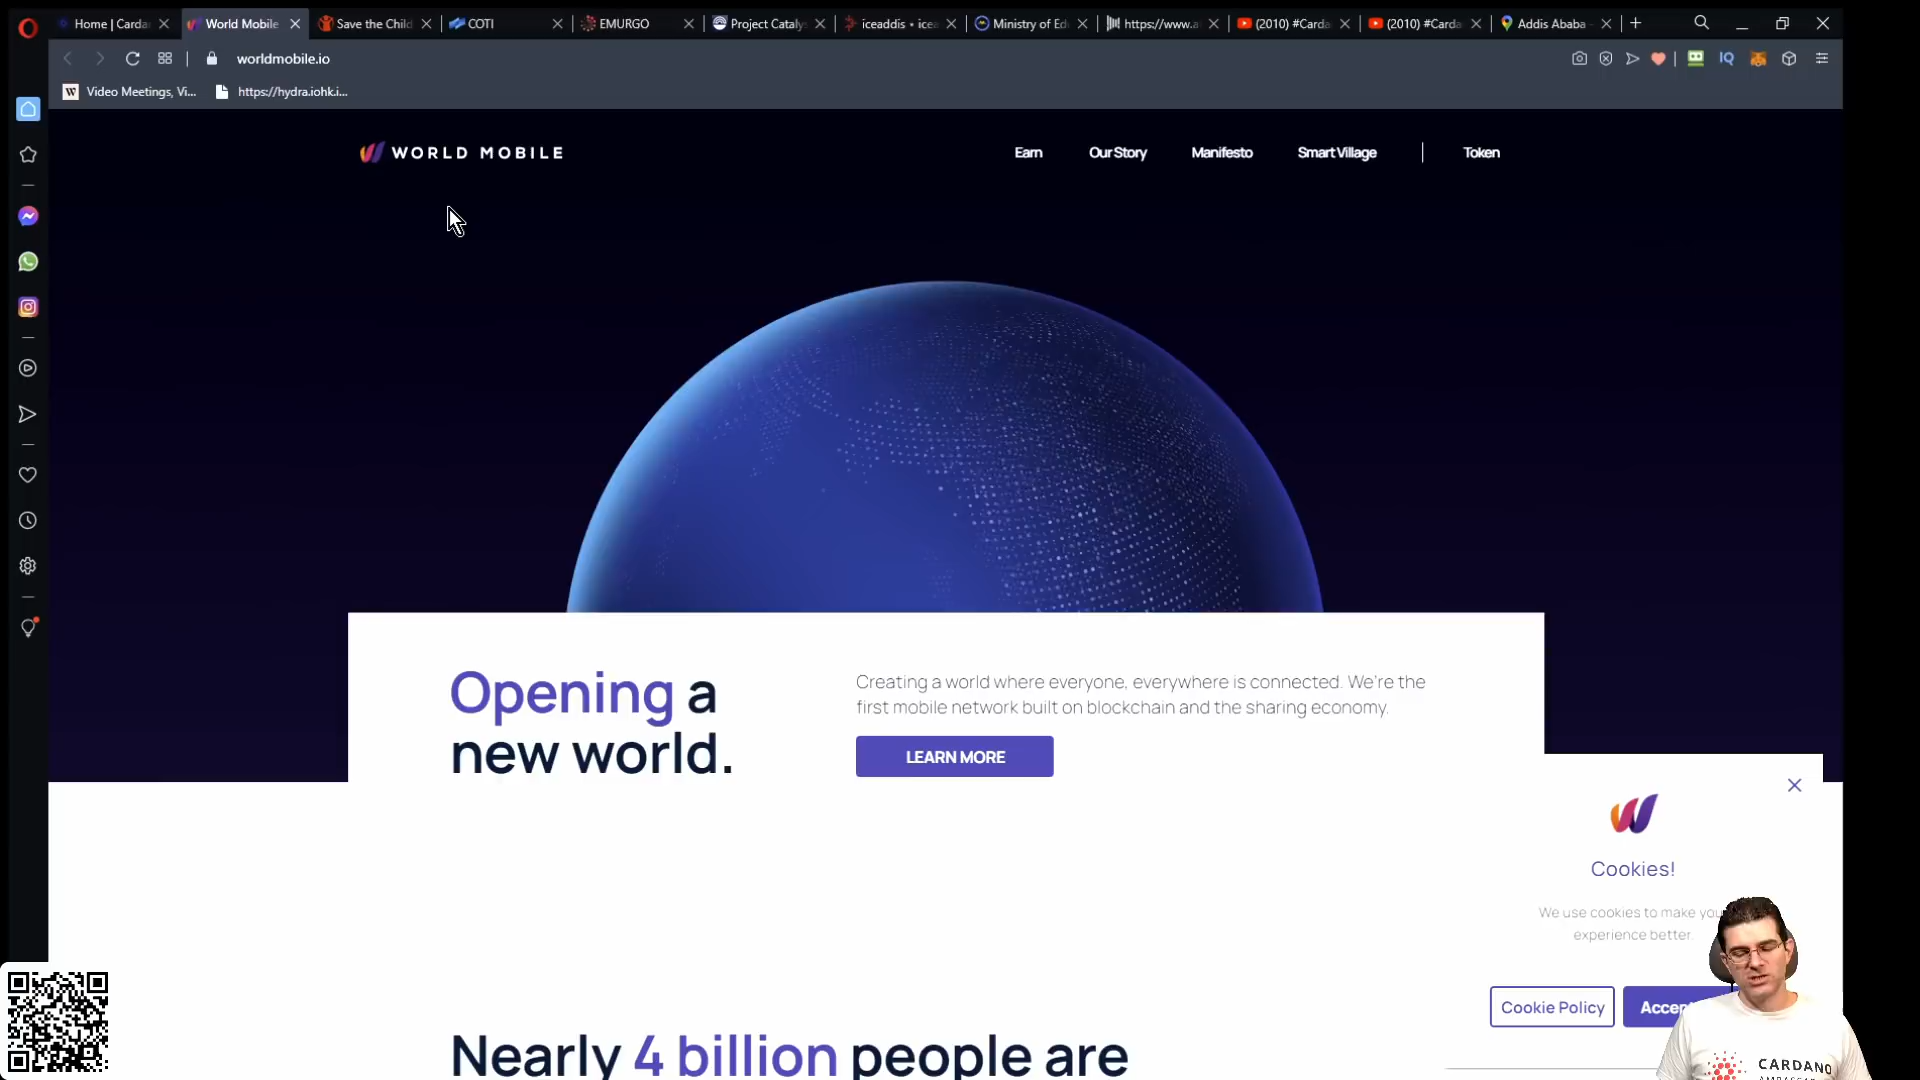 Home | Carda
World Mobile
Save the Child
COTI
EMURGO
Project Cataly
iceaddis • icea
Ministry of Ed
https://www.a
(2010) #Carda
(2010) #Carda
Addis Ababa
worldmobile.io
IQ
Video Meetings, Vi...
https://hydra.iohk.i...
WORLD MOBILE
Earn
Our Story
Manifesto
Smart Village
Token
Opening a
new world.
Creating a world where everyone, everywhere is connected. We're the
first mobile network built on blockchain and the sharing economy.
LEARN MORE
Cookies!
We use cookies to make you
experience better.
Cookie Policy
Accep
Nearly 4 billion people are
CARDANO